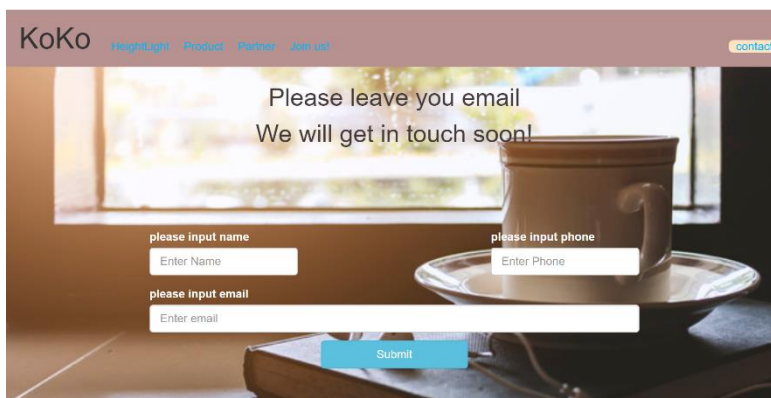 KoKo HeightLight Product Partner Join us! contact
Please leave you email
We will get in touch soon!
please input name please input phone
Enter Name Enter Phone
please input email
Enter email
Submit